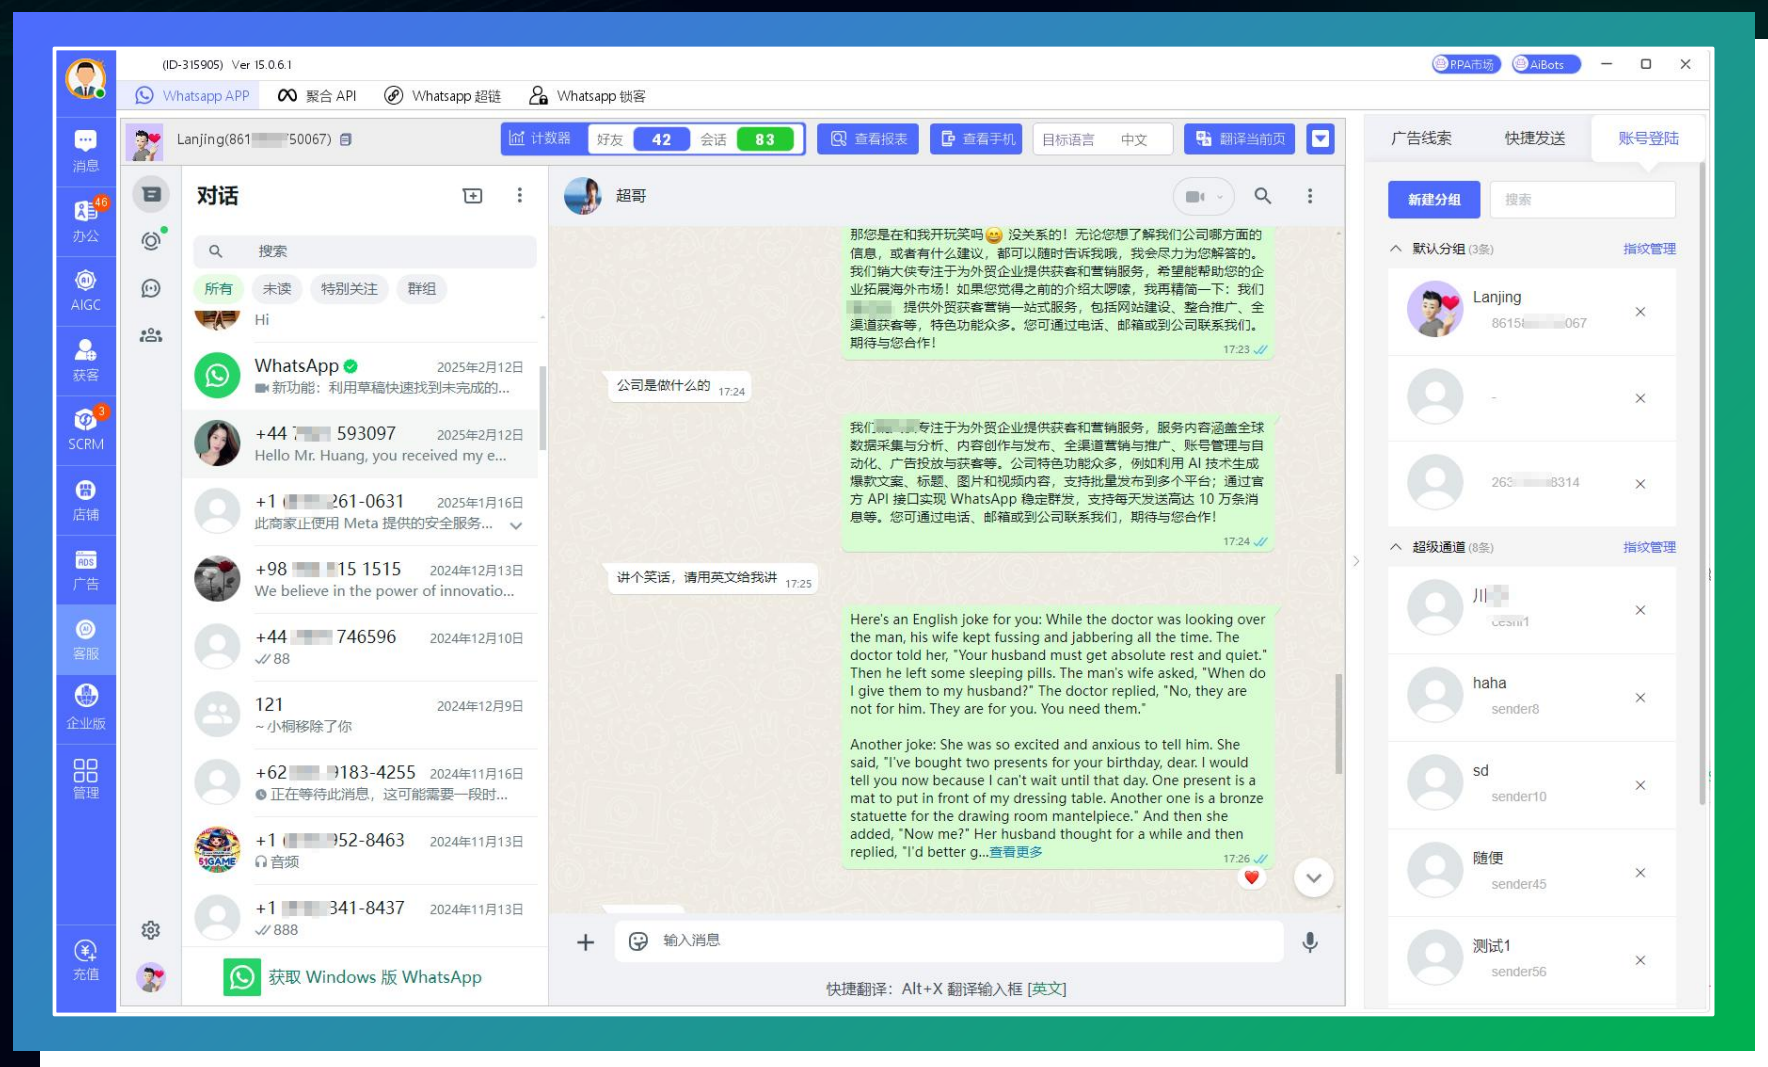 (ID-315905) Ver 15.0.6.1
RPA市场
AiBots
Whatsapp APP
聚合 API
Whatsapp 超链
Whatsapp 锁客
消息
46
办公
AIGC
获客
3
SCRM
店铺
ADS
广告
客服
企业版
管理
充值
Lanjing(861 50067)
计数器
好友
42
会话
83
查看报表
查看手机
目标语言
中文
翻译当前页
对话
搜索
所有
未读
特别关注
群组
Hi
WhatsApp
2025年2月12日
新功能：利用草稿快速找到未完成的...
+44 7 593097
2025年2月12日
Hello Mr. Huang, you received my e...
+1 ( 261-0631
2025年1月16日
此商家正使用 Meta 提供的安全服务...
+98 15 1515
2024年12月13日
We believe in the power of innovatio...
+44 746596
2024年12月10日
88
121
2024年12月9日
~小桐移除了你
+62 9183-4255
2024年11月16日
正在等待此消息，这可能需要一段时...
+1 ( 952-8463
2024年11月13日
音频
51GAME
+1 341-8437
2024年11月13日
888
获取 Windows 版 WhatsApp
超哥
那您是在和我开玩笑吗😄 没关系的！无论您想了解我们公司哪方面的
信息，或者有什么建议，都可以随时告诉我哦，我会尽力为您解答的。
我们销大侠专注于为外贸企业提供获客和营销服务，希望能帮助您的企
业拓展海外市场！如果您觉得之前的介绍太啰嗦，我再精简一下：我们
提供外贸获客营销一站式服务，包括网站建设、整合推广、全
渠道获客等，特色功能众多。您可通过电话、邮箱或到公司联系我们。
期待与您合作！
17:23
公司是做什么的
17:24
我们 专注于为外贸企业提供获客和营销服务，服务内容涵盖全球
数据采集与分析、内容创作与发布、全渠道营销与推广、账号管理与自
动化、广告投放与获客等。公司特色功能众多，例如利用 AI 技术生成
爆款文案、标题、图片和视频内容，支持批量发布到多个平台；通过官
方 API 接口实现 WhatsApp 稳定群发，支持每天发送高达 10 万条消
息等。您可通过电话、邮箱或到公司联系我们，期待与您合作！
17:24
讲个笑话，请用英文给我讲
17:25
Here's an English joke for you: While the doctor was looking over
the man, his wife kept fussing and jabbering all the time. The
doctor told her, "Your husband must get absolute rest and quiet."
Then he left some sleeping pills. The man's wife asked, "When do
I give them to my husband?" The doctor replied, "No, they are
not for him. They are for you. You need them."
Another joke: She was so excited and anxious to tell him. She
said, "I've bought two presents for your birthday, dear. I would
tell you now because I can't wait until that day. One present is a
mat to put in front of my dressing table. Another one is a bronze
statuette for the drawing room mantelpiece." And then she
added, "Now me?" Her husband thought for a while and then
replied, "I'd better g...查看更多
17:26
输入消息
快捷翻译：Alt+X 翻译输入框 [英文]
广告线索
快捷发送
账号登陆
新建分组
搜索
默认分组 (3条)
指纹管理
Lanjing
8615 067
-
263 8314
超级通道 (8条)
指纹管理
川
ceshi1
haha
sender8
sd
sender10
随便
sender45
测试1
sender56